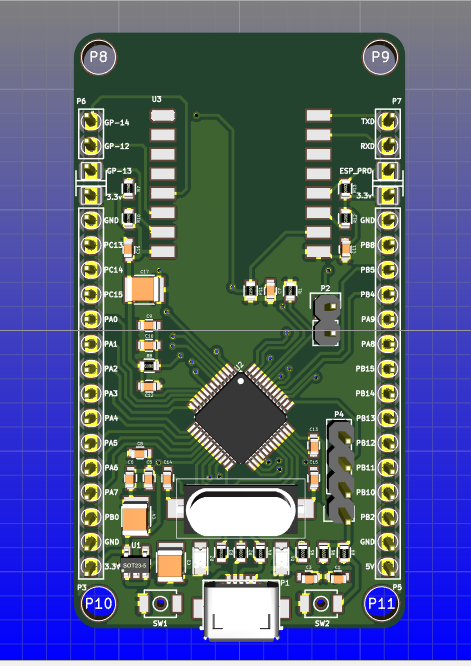 P8
P9
P6
U3
P7
GP-14
TXD
GP-12
RXD
GP-13
ESP_PRO
3.3v
3.3v
GND
GND
PC13
PB8
PC14
PB5
PC15
PB4
P2
PA0
PA9
PA1
PA8
PA2
PB15
PA3
PB14
PA4
P4
PB13
PA5
PB12
PA6
PB11
PA7
PB10
PB0
PB2
GND
U1
GND
3.3v
SOT23-5
5V
P3
P1
P5
P10
P11
SW1
SW2